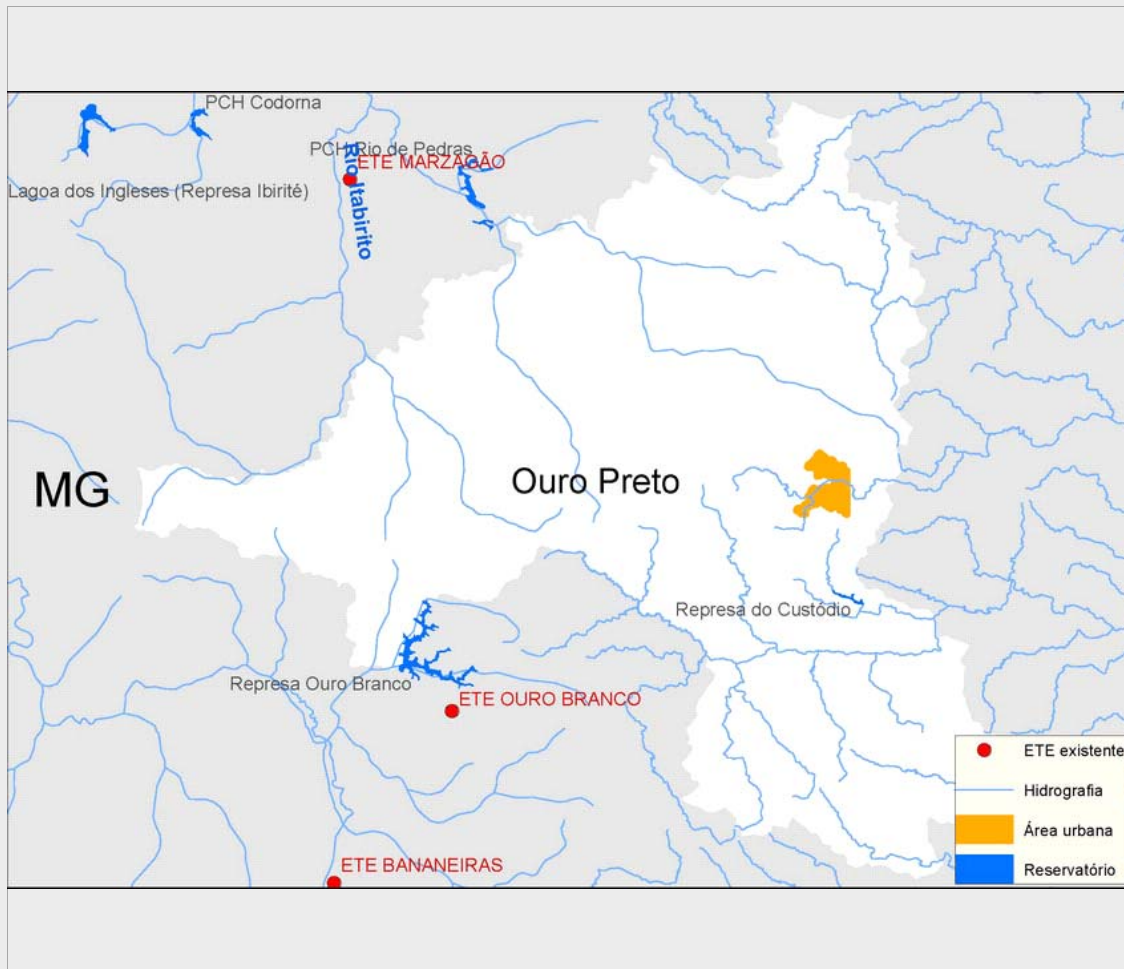 PCH Codorna
PCH Rio de Pedras
ETE MARZAGÃO
Lagoa dos Ingleses (Represa Ibirité)
Rio Itabirito
MG
Ouro Preto
Represa do Custódio
Represa Ouro Branco
ETE OURO BRANCO
ETE BANANEIRAS
ETE existente
Hidrografia
Área urbana
Reservatório